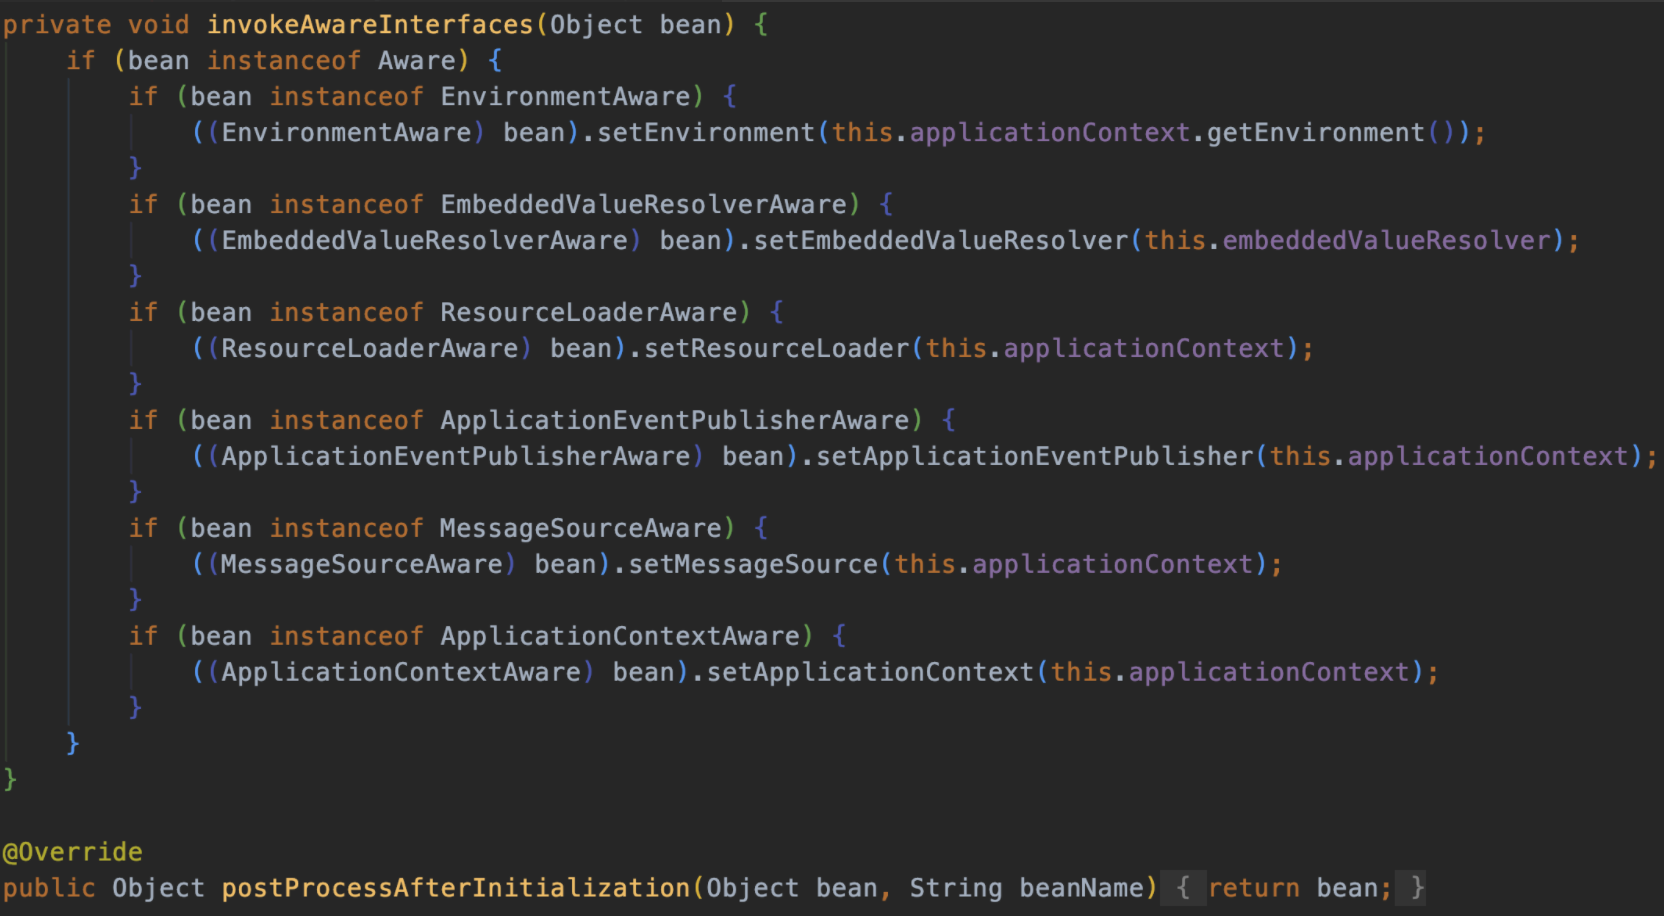 private void invokeAwareInterfaces(Object bean) {
    if (bean instanceof Aware) {
        if (bean instanceof EnvironmentAware) {
            ((EnvironmentAware) bean).setEnvironment(this.applicationContext.getEnvironment());
        }
        if (bean instanceof EmbeddedValueResolverAware) {
            ((EmbeddedValueResolverAware) bean).setEmbeddedValueResolver(this.embeddedValueResolver);
        }
        if (bean instanceof ResourceLoaderAware) {
            ((ResourceLoaderAware) bean).setResourceLoader(this.applicationContext);
        }
        if (bean instanceof ApplicationEventPublisherAware) {
            ((ApplicationEventPublisherAware) bean).setApplicationEventPublisher(this.applicationContext);
        }
        if (bean instanceof MessageSourceAware) {
            ((MessageSourceAware) bean).setMessageSource(this.applicationContext);
        }
        if (bean instanceof ApplicationContextAware) {
            ((ApplicationContextAware) bean).setApplicationContext(this.applicationContext);
        }
    }
}

@Override
public Object postProcessAfterInitialization(Object bean, String beanName) { return bean; }